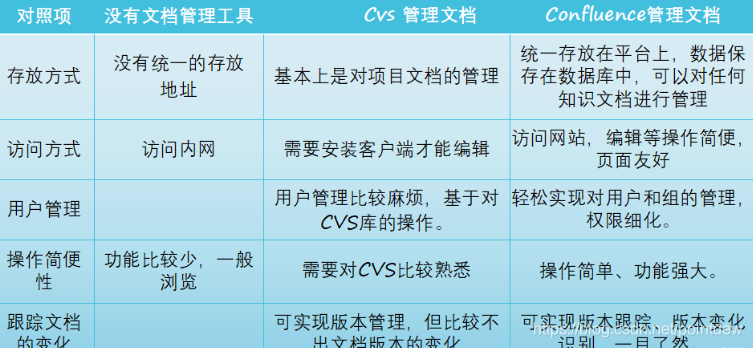 对照项 没有文档管理工具 Cvs 管理文档 Confluence管理文档
存放方式
没有统一的存放
地址
基本上是对项目文档的管理
统一存放在平台上，数据保
存在数据库中，可以对任何
知识文档进行管理
访问方式
访问内网
需要安装客户端才能编辑
访问网站，编辑等操作简便，
页面友好
用户管理
用户管理比较麻烦，基于对
CVS库的操作。
轻松实现对用户和组的管理，
权限细化。
操作简便
性
功能比较少，一般
浏览
需要对CVS比较熟悉
操作简单、功能强大。
跟踪文档
的变化
可实现版本管理，但比较不
出文档版本的变化
可实现版本跟踪、版本变化
识别，一目了然